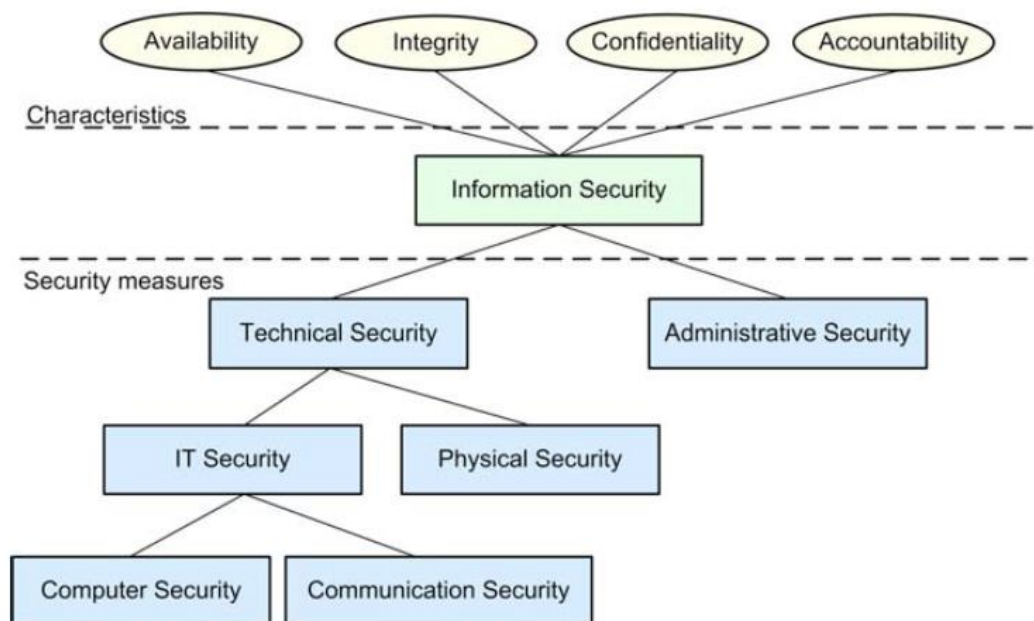 Availability
Integrity
Confidentiality
Accountability
Characteristics
Information Security
Security measures
Technical Security
Administrative Security
IT Security
Physical Security
Computer Security
Communication Security